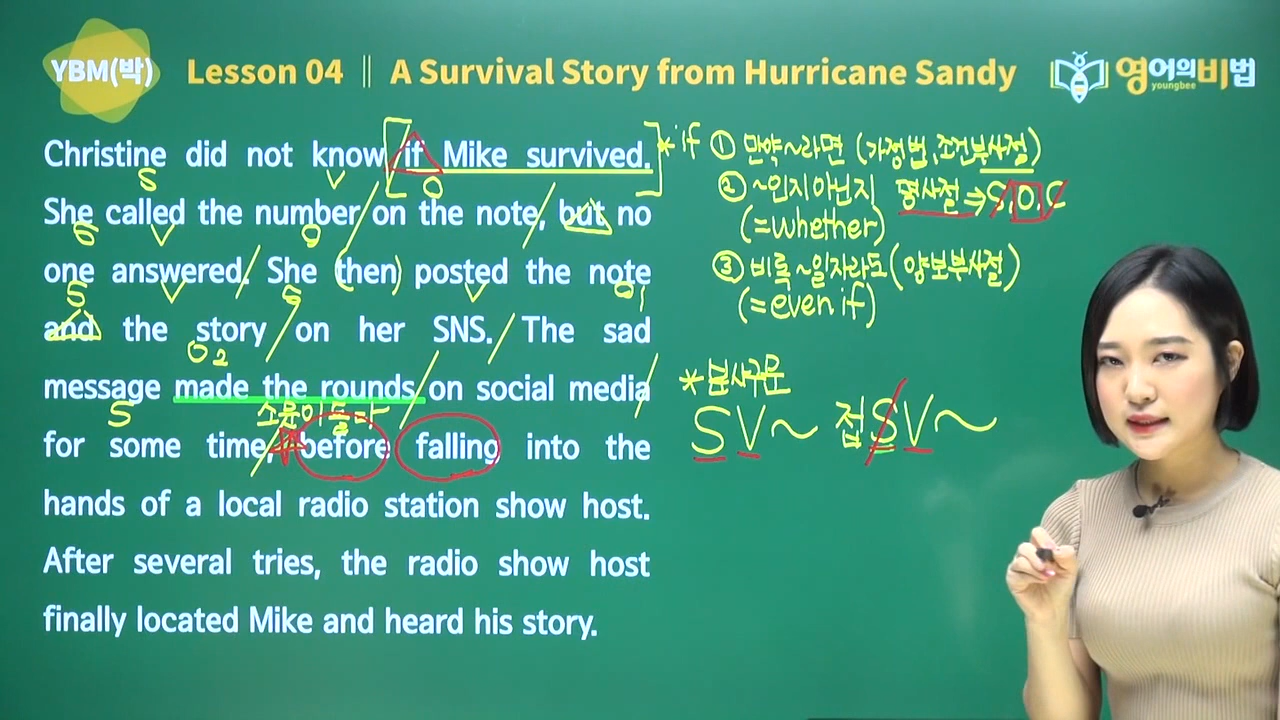 YBM(박)
Lesson 04 || A Survival Story from Hurricane Sandy
영어의비법
youngbee
Christine did not know if Mike survived.
S
V
O
She called the number on the note, but no
S
V
O
one answered. She then) posted the note
S
V
S
V
O1
and the story on her SNS. The sad
O2
message made the rounds on social media
S
소문이 돌다
for some time, before falling into the
hands of a local radio station show host.
After several tries, the radio show host
finally located Mike and heard his story.
*if ① 만약~라면 (가정법, 조건부사절)
② ~인지아닌지 명사절⇒S.O.C
(=whether)
③ 비록~일지라도(양보부사절)
(=even if)
*분사구문
SV~ 접SV~